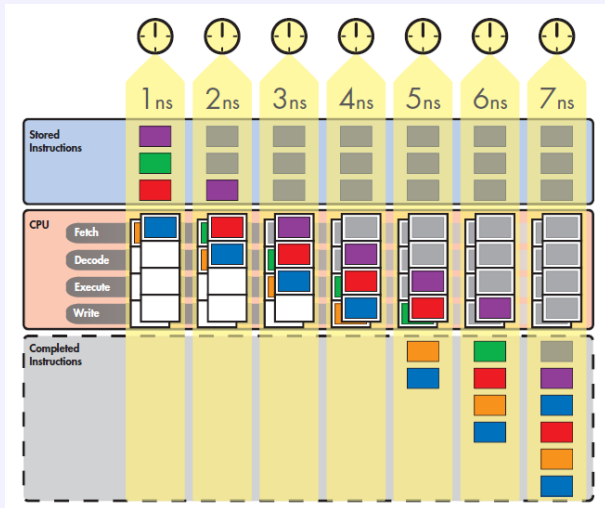 1ns 2ns 3ns 4ns 5ns 6ns 7ns
Stored
Instructions
CPU
Fetch
Decode
Execute
Write
Completed
Instructions